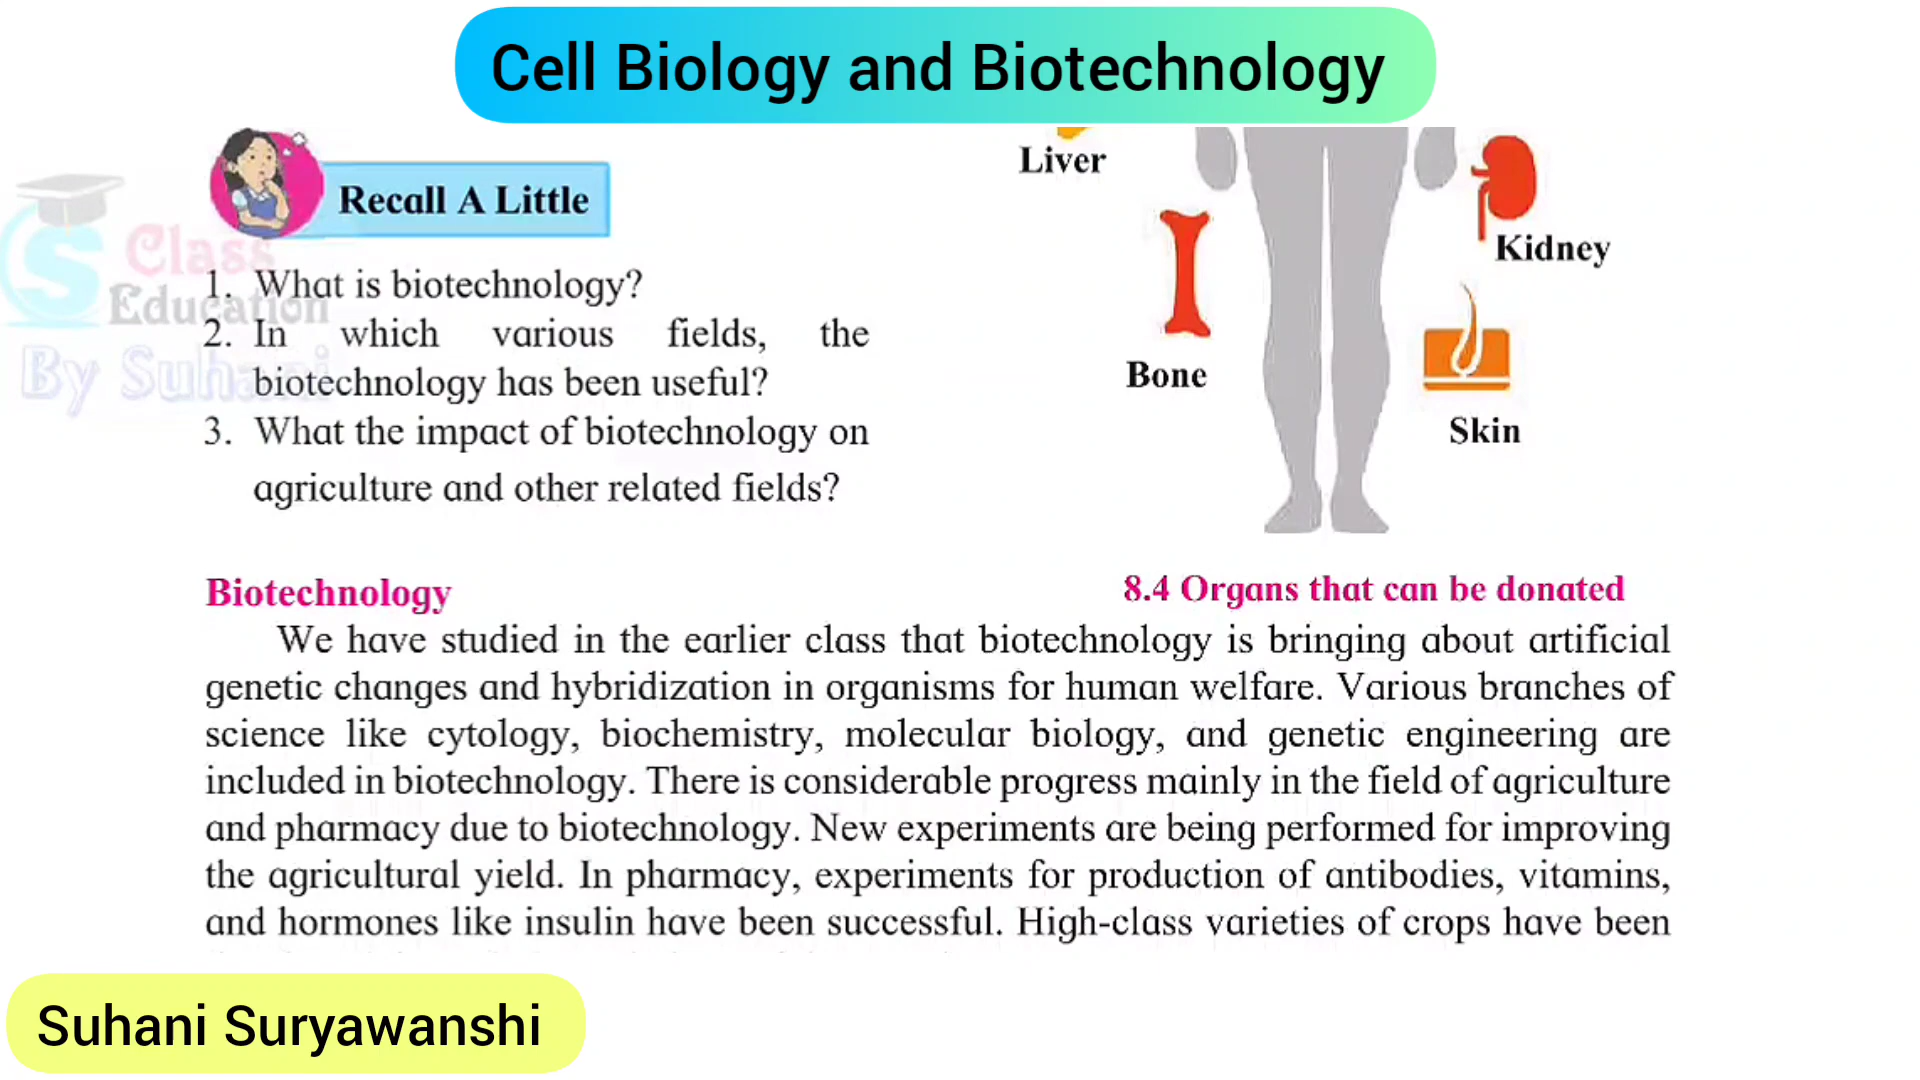 Cell Biology and Biotechnology
Recall A Little
Class
Education
By Suhani
1. What is biotechnology?
2. In which various fields, the
biotechnology has been useful?
3. What the impact of biotechnology on
agriculture and other related fields?
Liver
Kidney
Bone
Skin
8.4 Organs that can be donated
Biotechnology
We have studied in the earlier class that biotechnology is bringing about artificial
genetic changes and hybridization in organisms for human welfare. Various branches of
science like cytology, biochemistry, molecular biology, and genetic engineering are
included in biotechnology. There is considerable progress mainly in the field of agriculture
and pharmacy due to biotechnology. New experiments are being performed for improving
the agricultural yield. In pharmacy, experiments for production of antibodies, vitamins,
and hormones like insulin have been successful. High-class varieties of crops have been
Suhani Suryawanshi